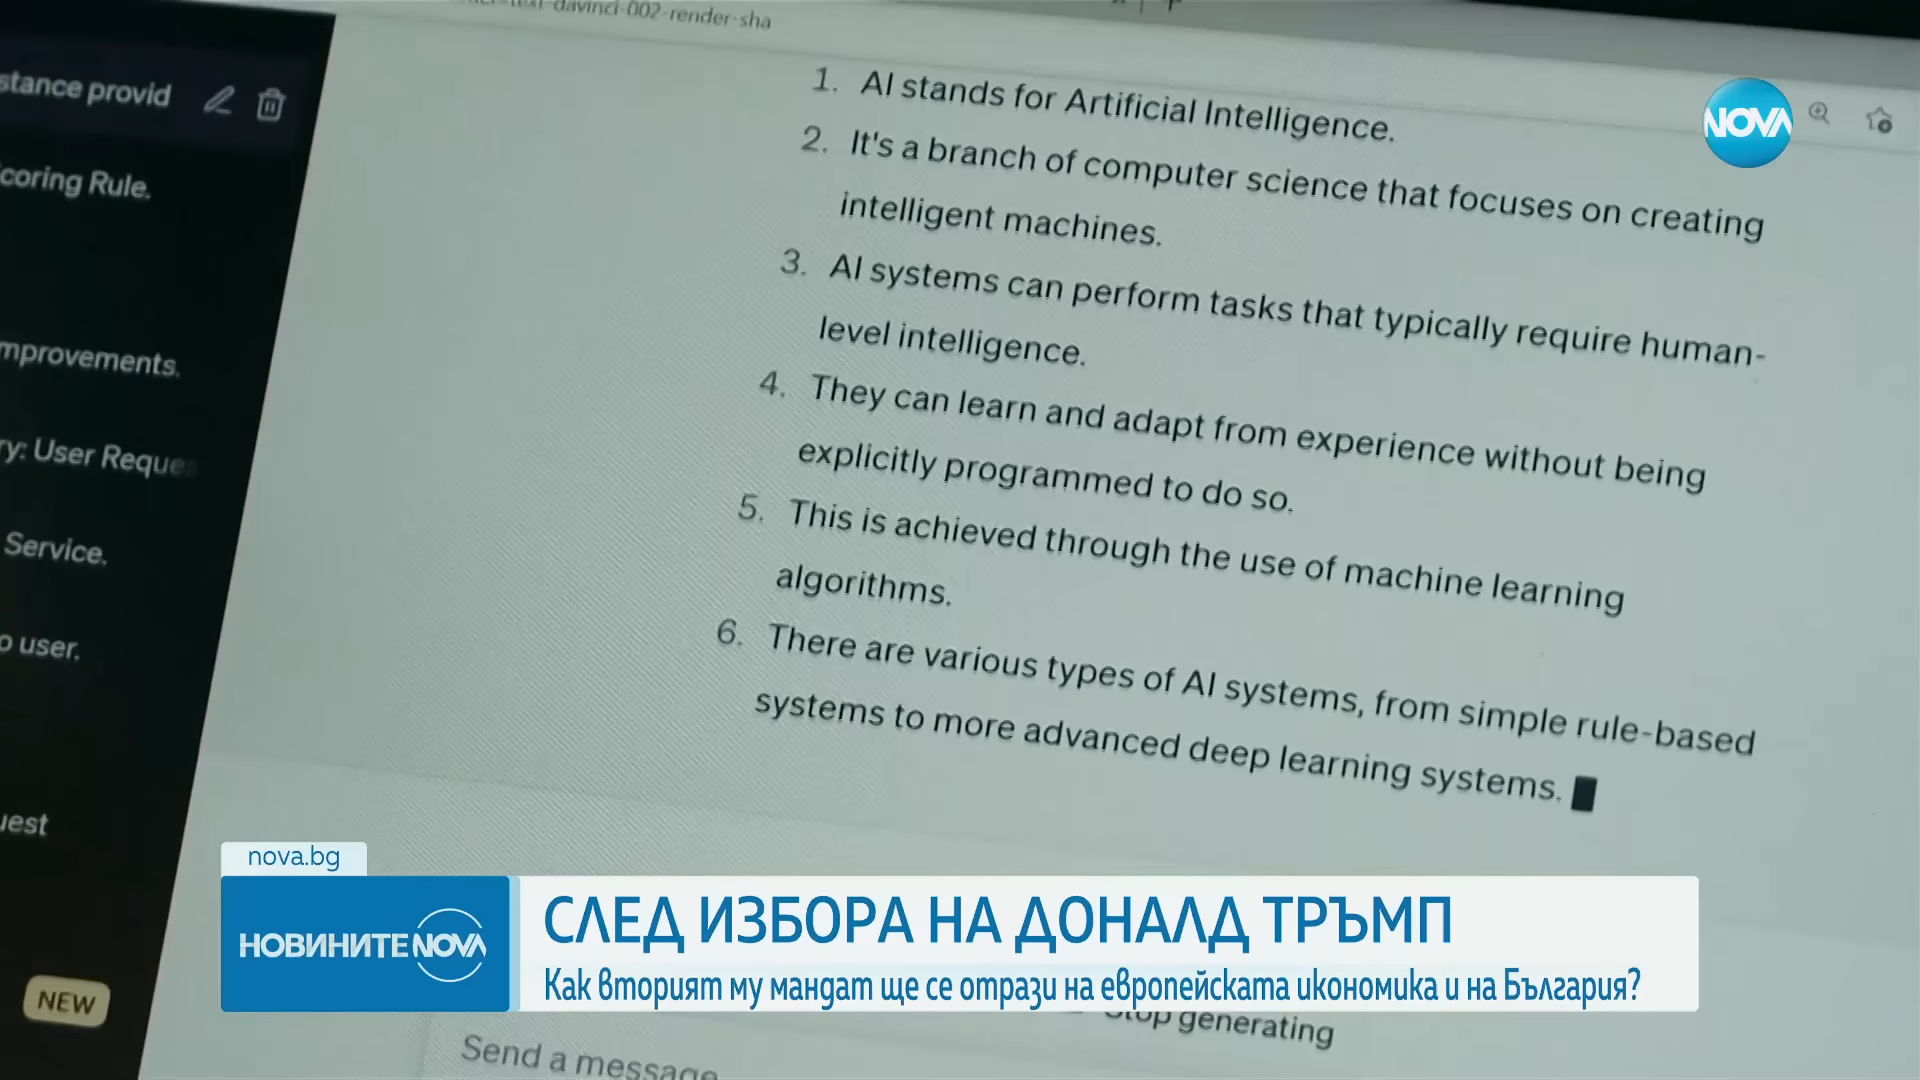 davinci-002-render-sha
stance provid
coring Rule.
mprovements.
ry: User Reques
Service.
o user.
uest
NEW
1. AI stands for Artificial Intelligence.
2. It's a branch of computer science that focuses on creating
intelligent machines.
3. AI systems can perform tasks that typically require human-
level intelligence.
4. They can learn and adapt from experience without being
explicitly programmed to do so.
5. This is achieved through the use of machine learning
algorithms.
6. There are various types of AI systems, from simple rule-based
systems to more advanced deep learning systems.
NOVA
nova.bg
НОВИНИТЕ NOVA
СЛЕД ИЗБОРА НА ДОНАЛД ТРЪМП
Как вторият му мандат ще се отрази на европейската икономика и на България?
Stop generating
Send a message